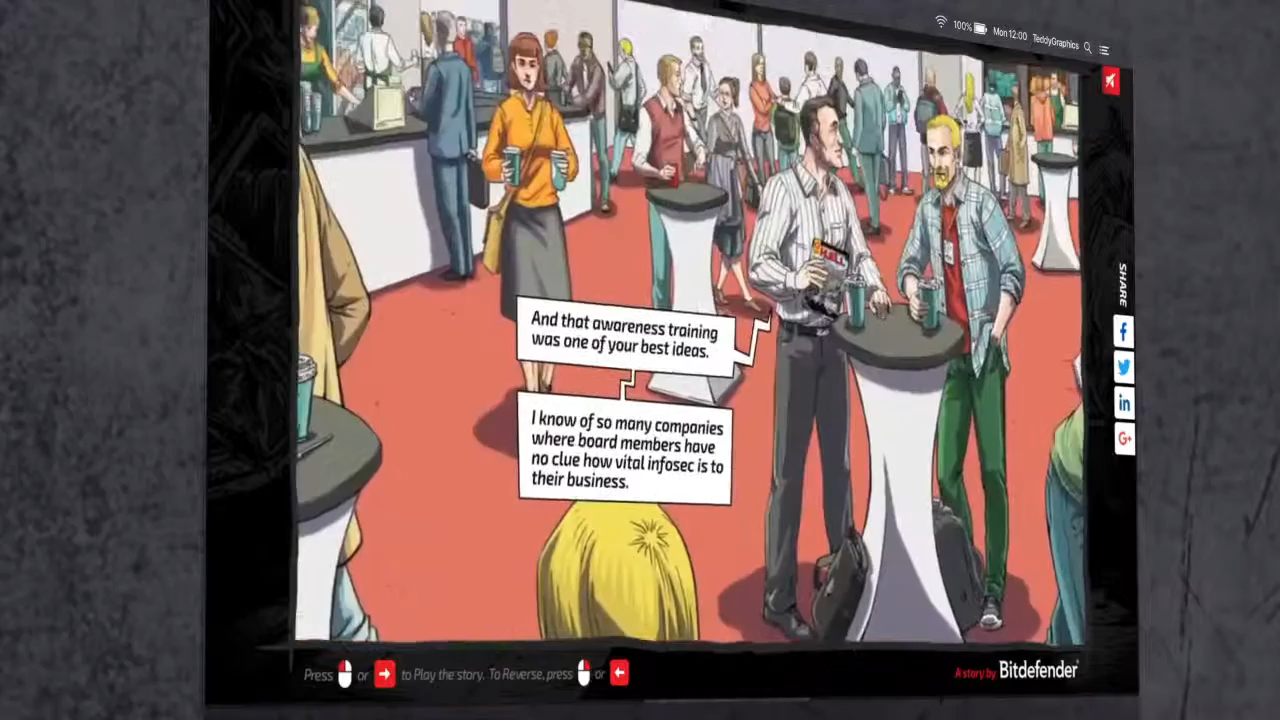 100% Mon 12:00 TeddyGraphics
And that awareness training
was one of your best ideas.
I know of so many companies
where board members have
no clue how vital infosec is to
their business.
SHARE
f
in
G+
Press or to Play the story. To Reverse, press or
A story by Bitdefender